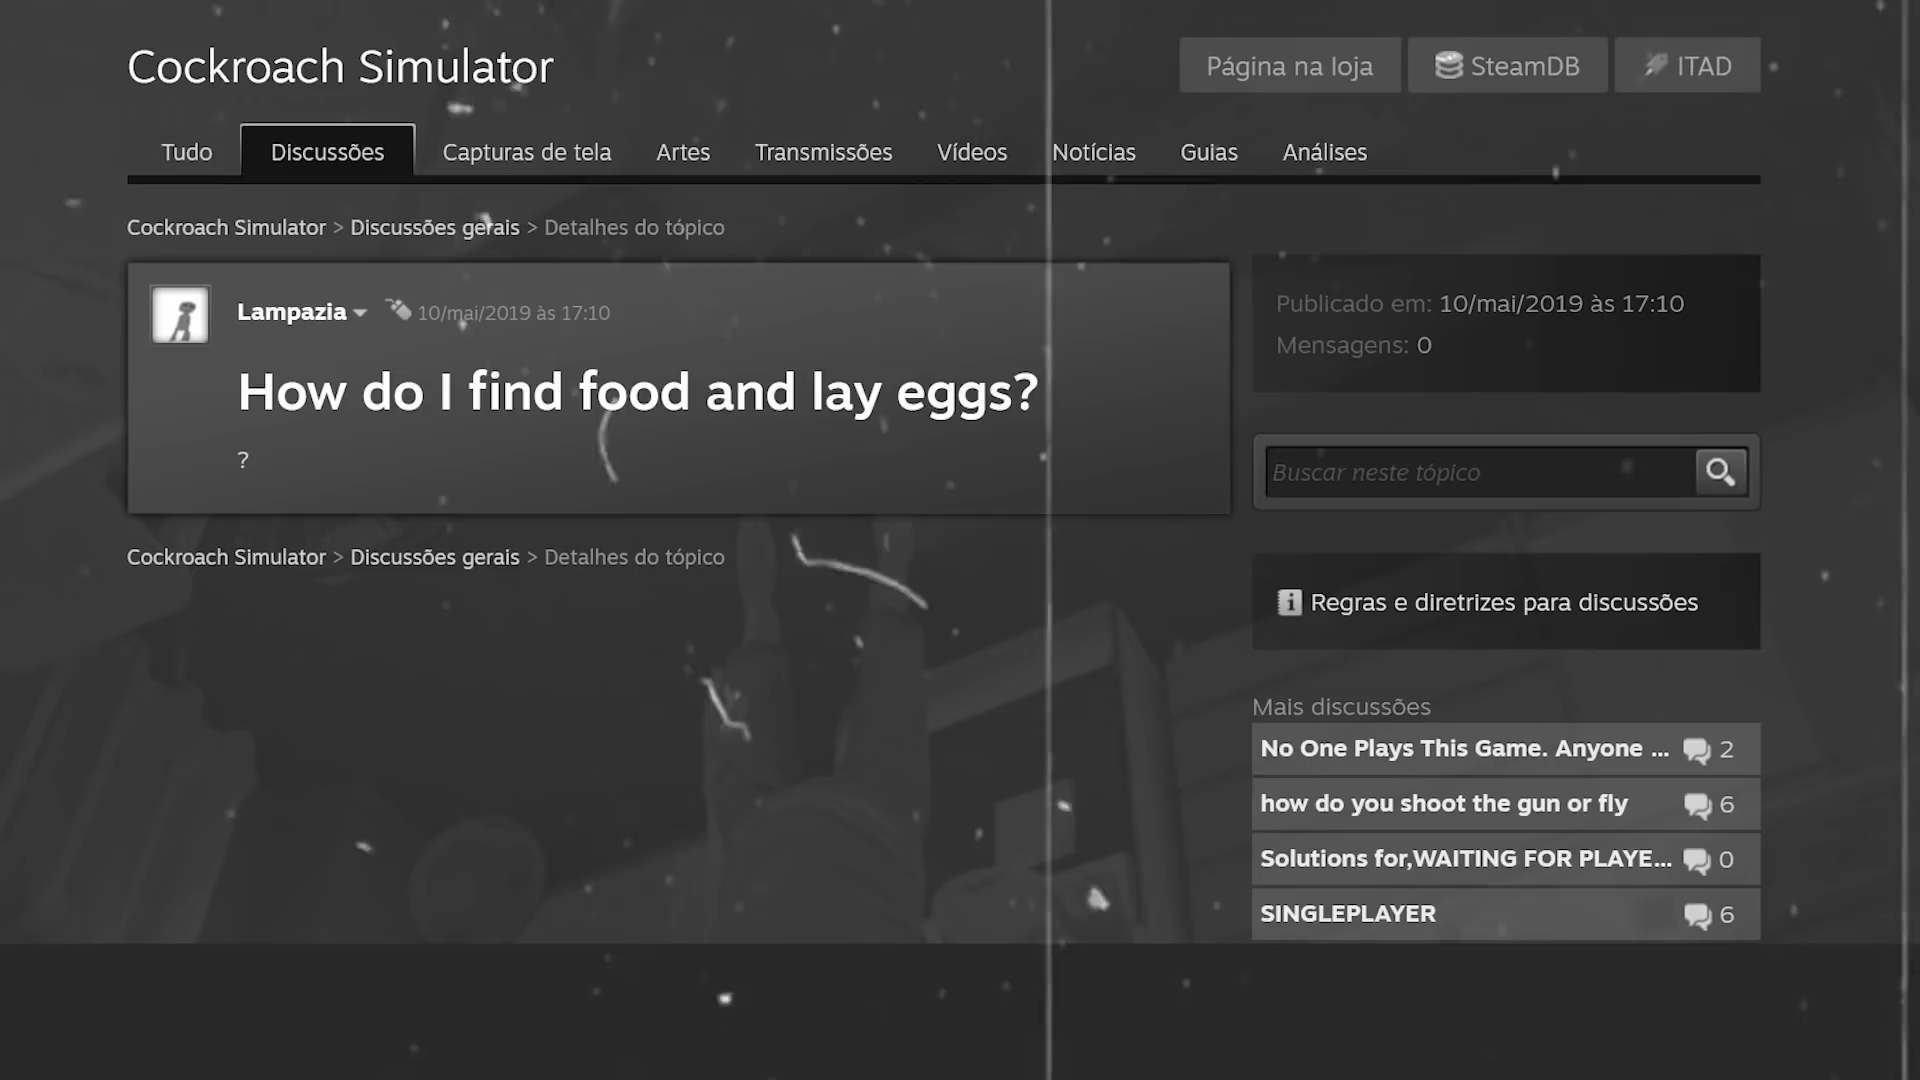 Cockroach Simulator
Página na loja
SteamDB
ITAD
Tudo
Discussões
Capturas de tela
Artes
Transmissões
Vídeos
Notícias
Guias
Análises
Cockroach Simulator > Discussões gerais > Detalhes do tópico
Lampazia
10/mai/2019 às 17:10
How do I find food and lay eggs?
?
Cockroach Simulator > Discussões gerais > Detalhes do tópico
Publicado em: 10/mai/2019 às 17:10
Mensagens: 0
Buscar neste tópico
Regras e diretrizes para discussões
Mais discussões
No One Plays This Game. Anyone ... 2
how do you shoot the gun or fly 6
Solutions for,WAITING FOR PLAYE... 0
SINGLEPLAYER 6